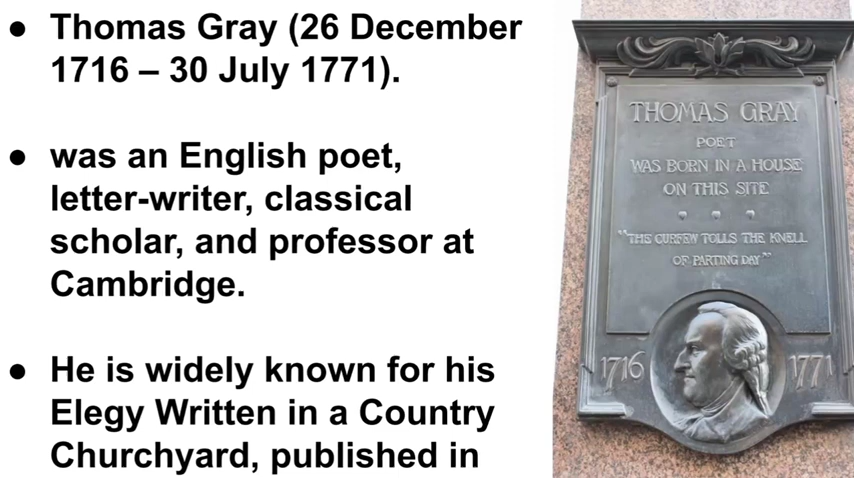 ● Thomas Gray (26 December
1716 – 30 July 1771).
● was an English poet,
letter-writer, classical
scholar, and professor at
Cambridge.
● He is widely known for his
Elegy Written in a Country
Churchyard, published in
THOMAS GRAY
POET
WAS BORN IN A HOUSE
ON THIS SITE
"THE CURFEW TOLLS THE KNELL
OF PARTING DAY"
1716 1771